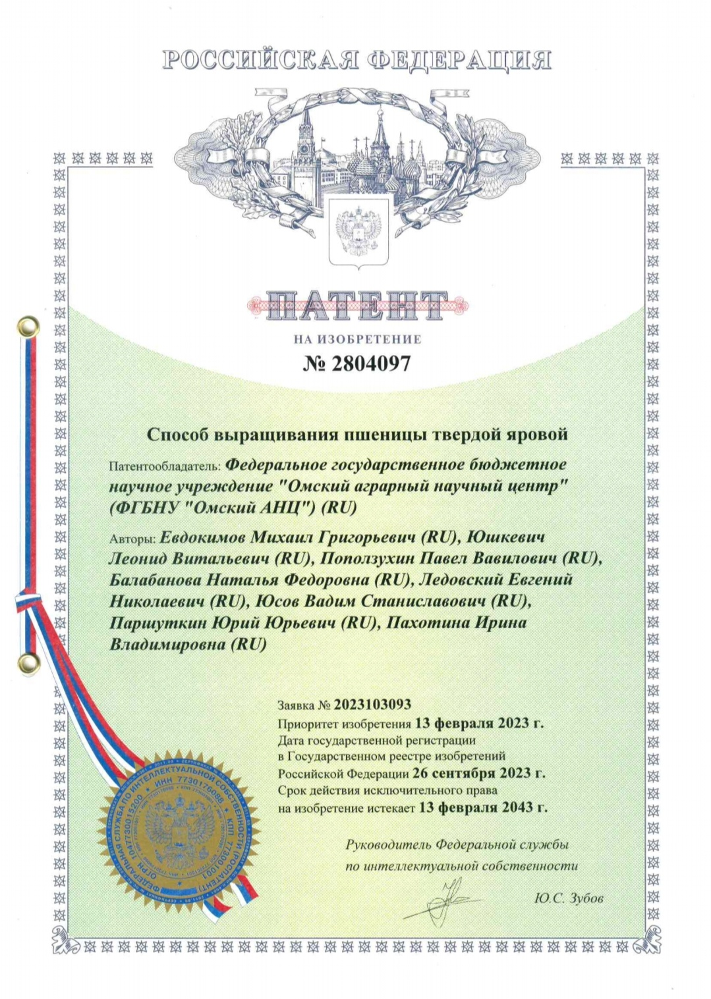 РОССИЙСКАЯ ФЕДЕРАЦИЯ
ПАТЕНТ
НА ИЗОБРЕТЕНИЕ
№ 2804097
Способ выращивания пшеницы твердой яровой
Патентообладатель: Федеральное государственное бюджетное
научное учреждение "Омский аграрный научный центр"
(ФГБНУ "Омский АНЦ") (RU)
Авторы: Евдокимов Михаил Григорьевич (RU), Юшкевич
Леонид Витальевич (RU), Поползухин Павел Вавилович (RU),
Балабанова Наталья Федоровна (RU), Ледовский Евгений
Николаевич (RU), Юсов Вадим Станиславович (RU),
Паршуткин Юрий Юрьевич (RU), Пахотина Ирина
Владимировна (RU)
Заявка № 2023103093
Приоритет изобретения 13 февраля 2023 г.
Дата государственной регистрации
в Государственном реестре изобретений
Российской Федерации 26 сентября 2023 г.
Срок действия исключительного права
на изобретение истекает 13 февраля 2043 г.
Руководитель Федеральной службы
по интеллектуальной собственности
Ю.С. Зубов
ФЕДЕРАЛЬНАЯ СЛУЖБА ПО ИНТЕЛЛЕКТУАЛЬНОЙ СОБСТВЕННОСТИ (РОСПАТЕНТ)
ОГРН 1047730015200 * ИНН 7730176088 * КПП 773001001